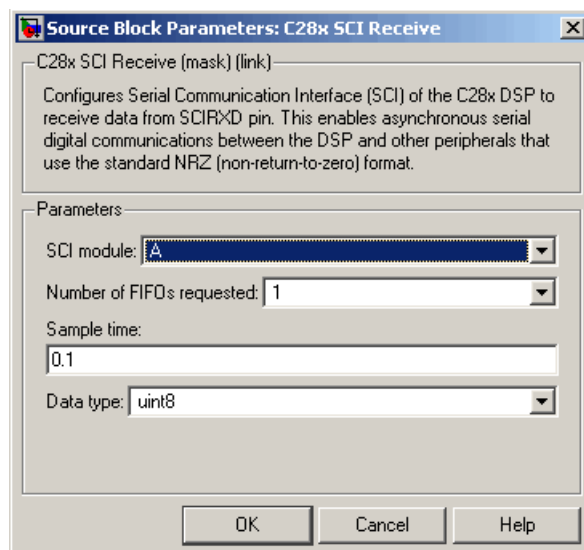 Source Block Parameters: C28x SCI Receive
C28x SCI Receive (mask) (link)
Configures Serial Communication Interface (SCI) of the C28x DSP to
receive data from SCIRXD pin. This enables asynchronous serial
digital communications between the DSP and other peripherals that
use the standard NRZ (non-return-to-zero) format.
Parameters
SCI module: A
Number of FIFOs requested: 1
Sample time:
0.1
Data type: uint8
OK Cancel Help